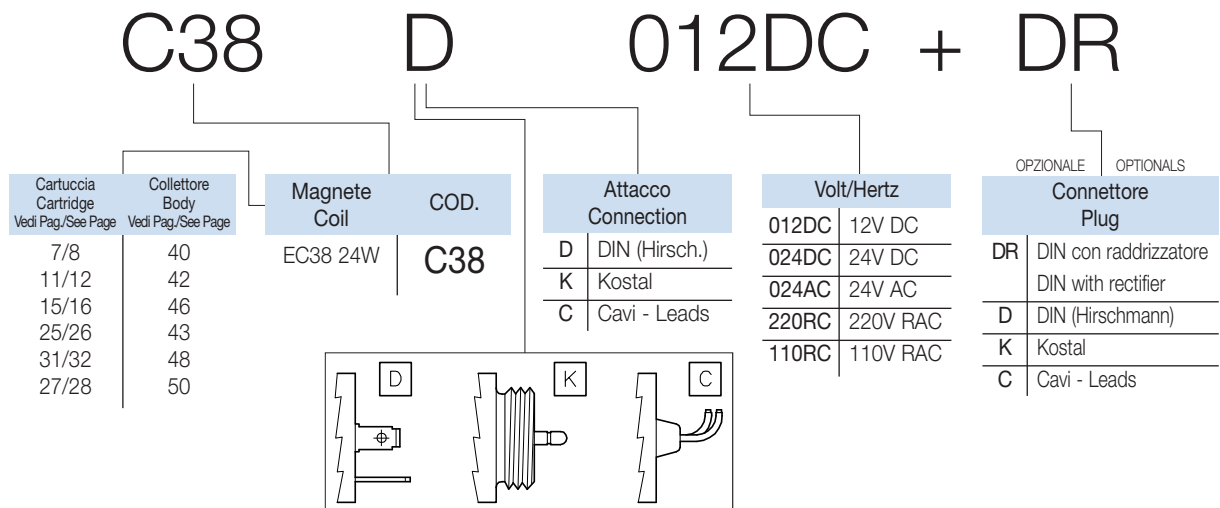 C38 D 012DC + DR
OPZIONALE OPTIONALS
Cartuccia
Cartridge
Vedi Pag./See Page
Collettore
Body
Vedi Pag./See Page
7/8 40
11/12 42
15/16 46
25/26 43
31/32 48
27/28 50
Magnete
Coil
COD.
EC38 24W C38
Attacco
Connection
D DIN (Hirsch.)
K Kostal
C Cavi - Leads
Volt/Hertz
012DC 12V DC
024DC 24V DC
024AC 24V AC
220RC 220V RAC
110RC 110V RAC
Connettore
Plug
DR DIN con raddrizzatore
DIN with rectifier
D DIN (Hirschmann)
K Kostal
C Cavi - Leads
D K C